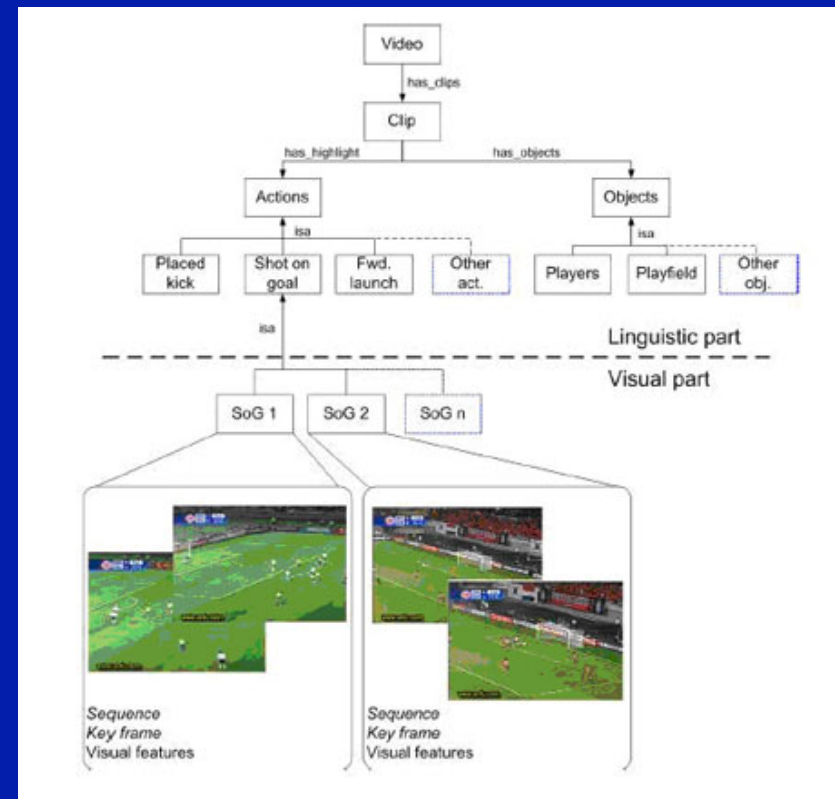 Video
has_clips
Clip
has_highlight
has_objects
Actions
Objects
isa
isa
Placed kick
Shot on goal
Fwd. launch
Other act.
Players
Playfield
Other obj.
isa
Linguistic part
Visual part
SoG 1
SoG 2
SoG n
Sequence
Key frame
Visual features
Sequence
Key frame
Visual features